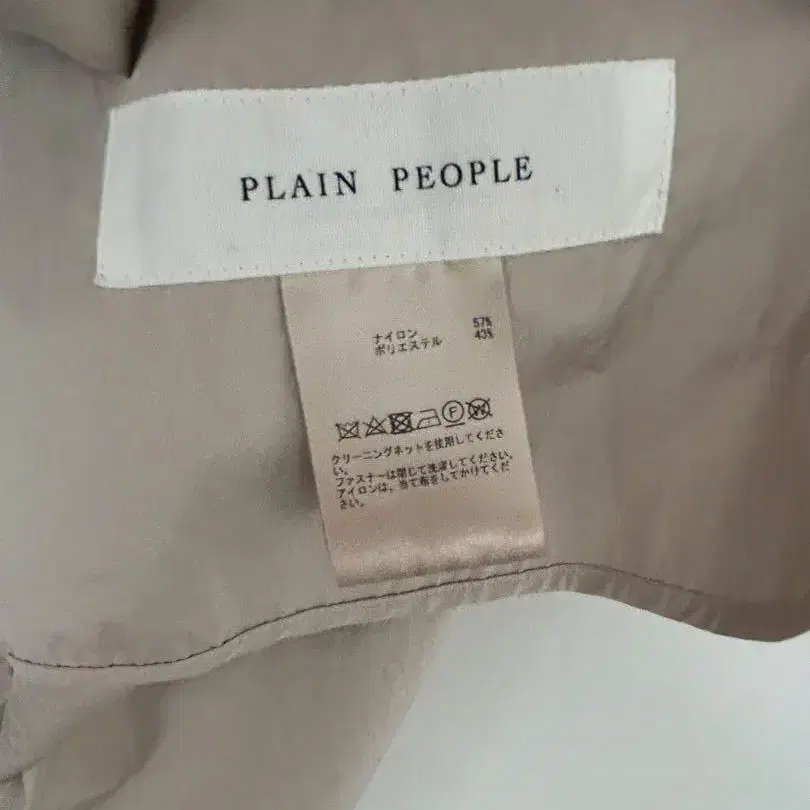 PLAIN PEOPLE
ナイロン 57%
ポリエステル 43%
F W
クリーニングネットを使用してくださ
い。
ファスナーは閉じて洗濯してください。
アイロンは、当て布をしてかけてくだ
さい。